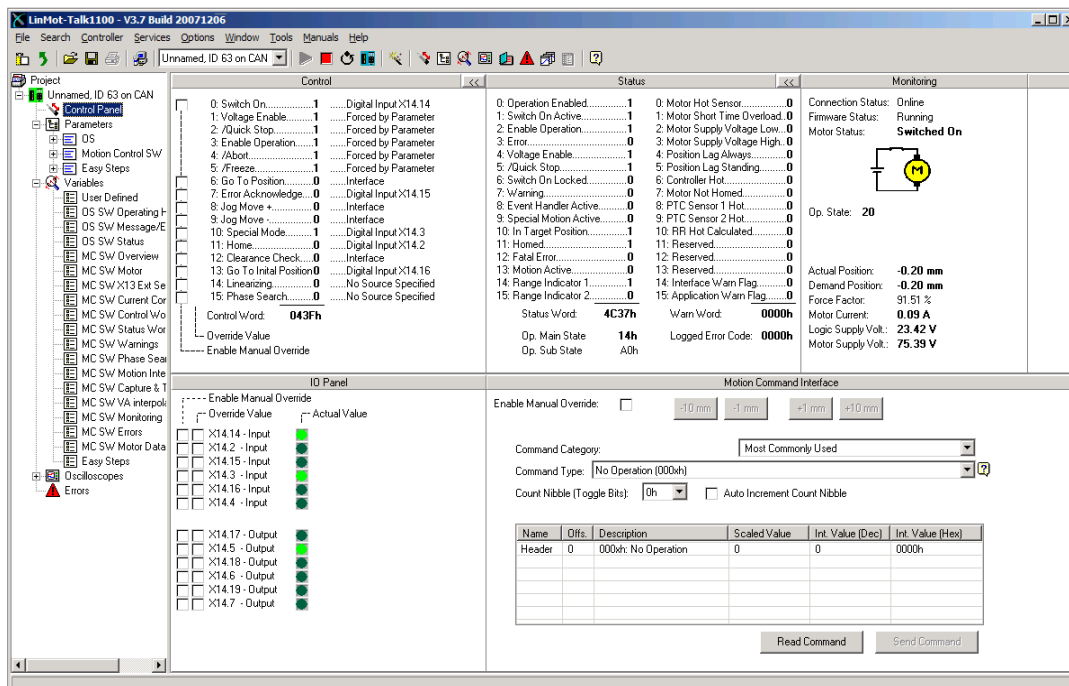 LinMot-Talk1100 - V3.7 Build 20071206
File Search Controller Services Options Window Tools Manuals Help
Unnamed, ID 63 on CAN
Project
Unnamed, ID 63 on CAN
Control Panel
Parameters
OS
Motion Control SW
Easy Steps
Variables
User Defined
OS SW Operating H
OS SW Message/E
OS SW Status
MC SW Overview
MC SW Motor
MC SW X13 Ext Se
MC SW Current Cor
MC SW Control Wo
MC SW Status Wor
MC SW Warnings
MC SW Phase Sear
MC SW Motion Inte
MC SW Capture & T
MC SW VA interpola
MC SW Monitoring
MC SW Errors
MC SW Motor Data
Easy Steps
Oscilloscopes
Errors
Control <<
0: Switch On..............1 .....Digital Input X14.14
1: Voltage Enable.......1 .....Forced by Parameter
2: /Quick Stop............1 .....Forced by Parameter
3: Enable Operation....1 .....Forced by Parameter
4: /Abort....................1 .....Forced by Parameter
5: /Freeze..................1 .....Forced by Parameter
6: Go To Position........0 .....Interface
7: Error Acknowledge...0 .....Digital Input X14.15
8: Jog Move +............0 .....Interface
9: Jog Move -.............0 .....Interface
10: Special Mode........1 .....Digital Input X14.3
11: Home..................0 .....Digital Input X14.2
12: Clearance Check....0 .....Interface
13: Go To Inital Position 0 .....Digital Input X14.16
14: Linearizing............0 .....No Source Specified
15: Phase Search........0 .....No Source Specified
Control Word: 043Fh
Override Value
Enable Manual Override
Status <<
0: Operation Enabled..........1
1: Switch On Active............1
2: Enable Operation............1
3: Error..............................0
4: Voltage Enable...............1
5: /Quick Stop....................1
6: Switch On Locked...........0
7: Warning.........................0
8: Event Handler Active.......0
9: Special Motion Active......0
10: In Target Position..........1
11: Homed.........................1
12: Fatal Error.....................0
13: Motion Active................0
14: Range Indicator 1..........1
15: Range Indicator 2..........0
Status Word: 4C37h
Op. Main State 14h
Op. Sub State A0h
0: Motor Hot Sensor...........0
1: Motor Short Time Overload..0
2: Motor Supply Voltage Low...0
3: Motor Supply Voltage High..0
4: Position Lag Always........0
5: Position Lag Standing......0
6: Controller Hot................0
7: Motor Not Homed...........0
8: PTC Sensor 1 Hot..........0
9: PTC Sensor 2 Hot..........0
10: RR Hot Calculated........0
11: Reserved.....................0
12: Reserved.....................0
13: Reserved.....................0
14: Interface Warn Flag.......0
15: Application Warn Flag.....0
Warn Word: 0000h
Logged Error Code: 0000h
Monitoring
Connection Status: Online
Firmware Status: Running
Motor Status: Switched On
M
Op. State: 20
Actual Position: -0.20 mm
Demand Position: -0.20 mm
Force Factor: 91.51 %
Motor Current: 0.09 A
Logic Supply Volt.: 23.42 V
Motor Supply Volt.: 75.39 V
IO Panel
Enable Manual Override
Override Value Actual Value
X14.14 - Input
X14.2 - Input
X14.15 - Input
X14.3 - Input
X14.16 - Input
X14.4 - Input
X14.17 - Output
X14.5 - Output
X14.18 - Output
X14.6 - Output
X14.19 - Output
X14.7 - Output
Motion Command Interface
Enable Manual Override: -10 mm -1 mm +1 mm +10 mm
Command Category: Most Commonly Used
Command Type: No Operation (000xh)
Count Nibble (Toggle Bits): 0h Auto Increment Count Nibble
Name Offs. Description Scaled Value Int. Value (Dec) Int. Value (Hex)
Header 0 000xh: No Operation 0 0 0000h
Read Command Send Command